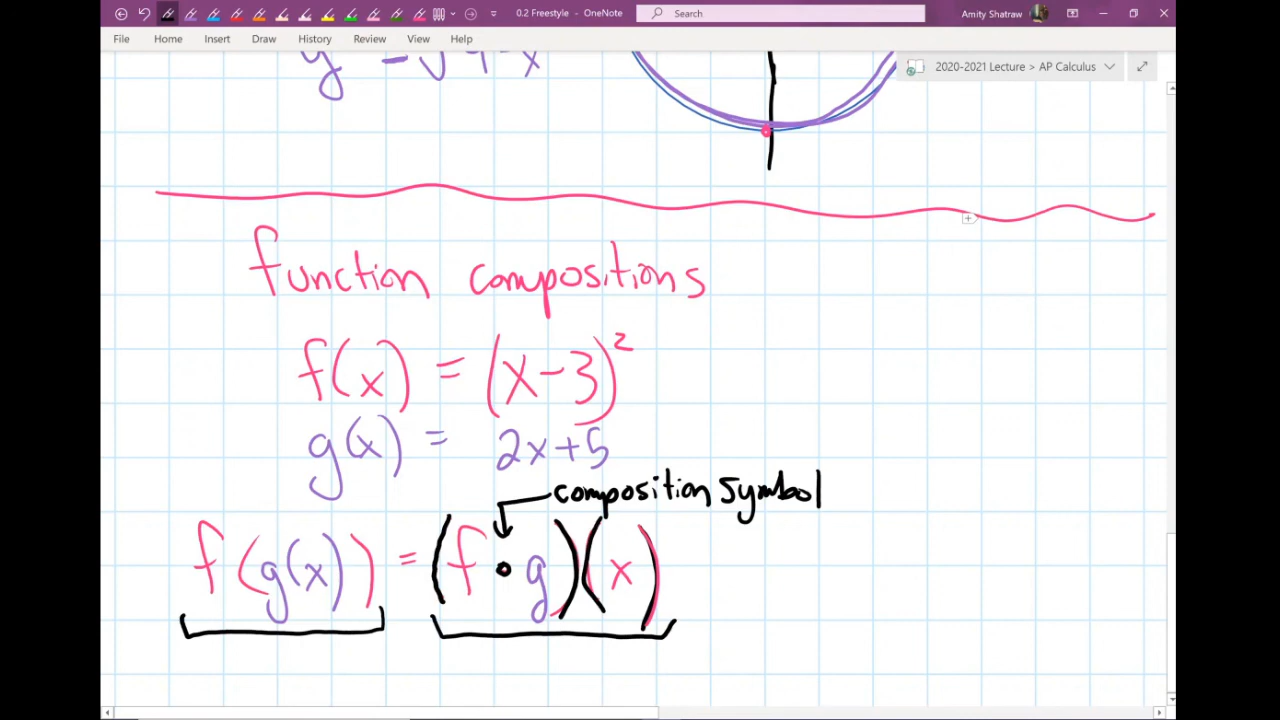 0.2 Freestyle - OneNote
Search
Amity Shatraw
File Home Insert Draw History Review View Help
2020-2021 Lecture > AP Calculus
y = -√4-x
function compositions
f(x) = (x-3)²
g(x) = 2x+5
composition symbol
f(g(x)) = (f ∘ g)(x)